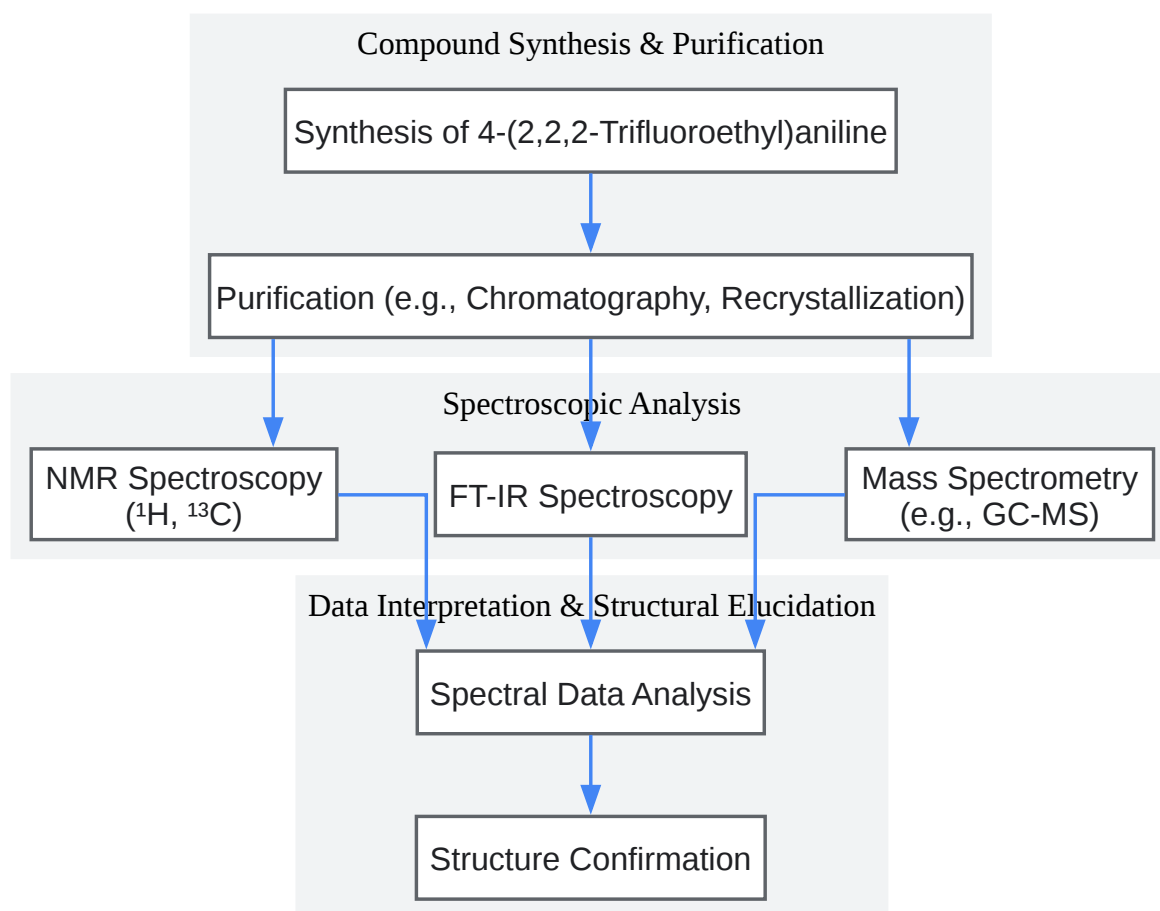 Compound Synthesis & Purification
Synthesis of 4-(2,2,2-Trifluoroethyl)aniline
Purification (e.g., Chromatography, Recrystallization)
Spectroscopic Analysis
NMR Spectroscopy
(¹H, ¹³C)
FT-IR Spectroscopy
Mass Spectrometry
(e.g., GC-MS)
Data Interpretation & Structural Elucidation
Spectral Data Analysis
Structure Confirmation